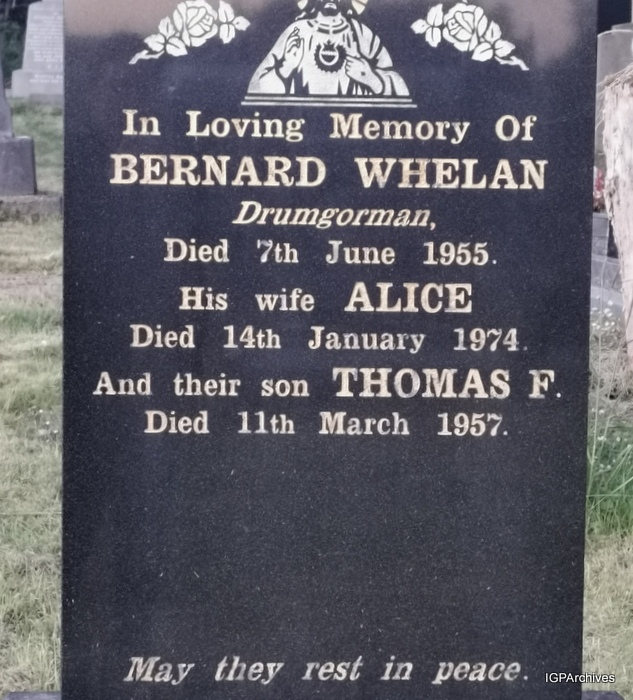 In Loving Memory Of
BERNARD WHELAN
Drumgorman,
Died 7th June 1955.
His wife ALICE
Died 14th January 1974.
And their son THOMAS F.
Died 11th March 1957.
May they rest in peace.
IGPArchives